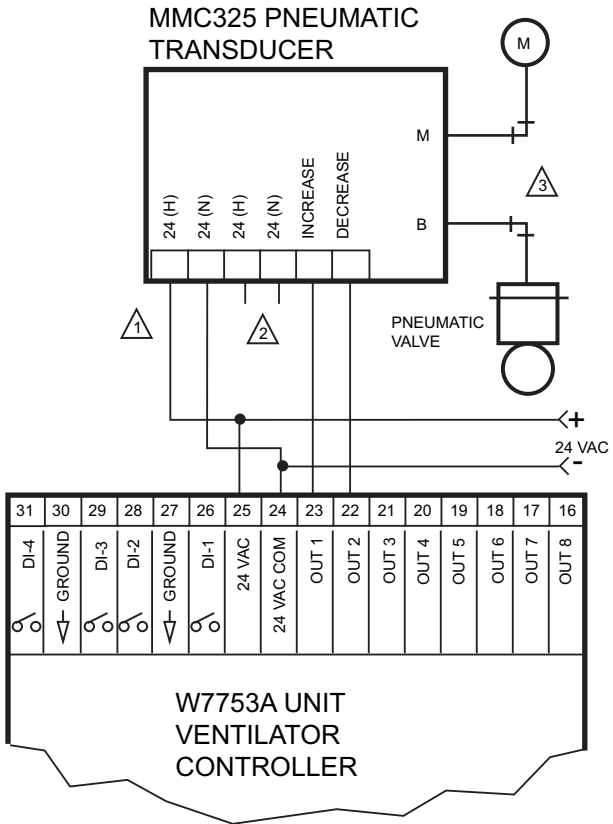 MMC325 PNEUMATIC
TRANSDUCER
M
M
24 (H)
24 (N)
24 (H)
24 (N)
INCREASE
DECREASE
B
3
1
2
PNEUMATIC
VALVE
+
24 VAC
-
31 30 29 28 27 26 25 24 23 22 21 20 19 18 17 16
DI-4
GROUND
DI-3
DI-2
GROUND
DI-1
24 VAC
24 VAC COM
OUT 1
OUT 2
OUT 3
OUT 4
OUT 5
OUT 6
OUT 7
OUT 8
W7753A UNIT
VENTILATOR
CONTROLLER